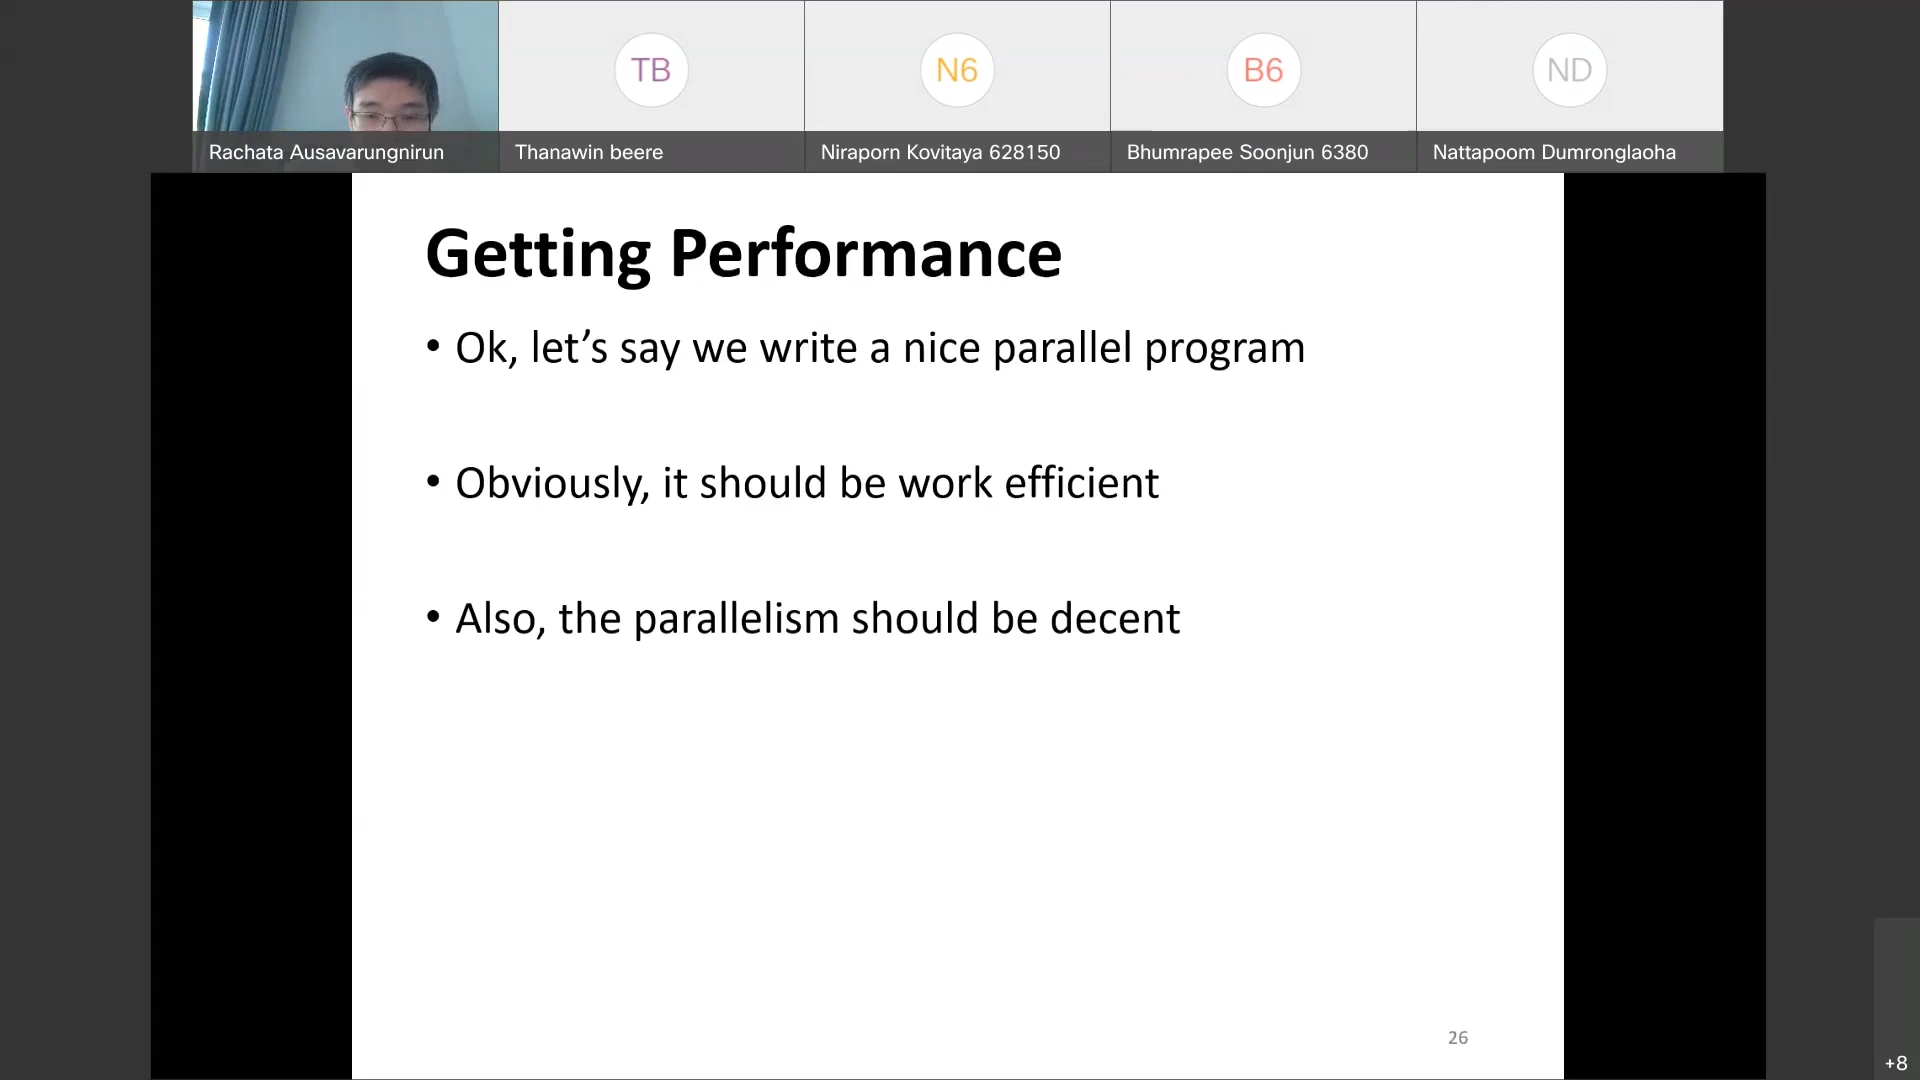 TB
N6
B6
ND
Rachata Ausavarungnirun
Thanawin beere
Niraporn Kovitaya 628150
Bhumrapee Soonjun 6380
Nattapoom Dumronglaoha
Getting Performance
• Ok, let’s say we write a nice parallel program
• Obviously, it should be work efficient
• Also, the parallelism should be decent
26
+8